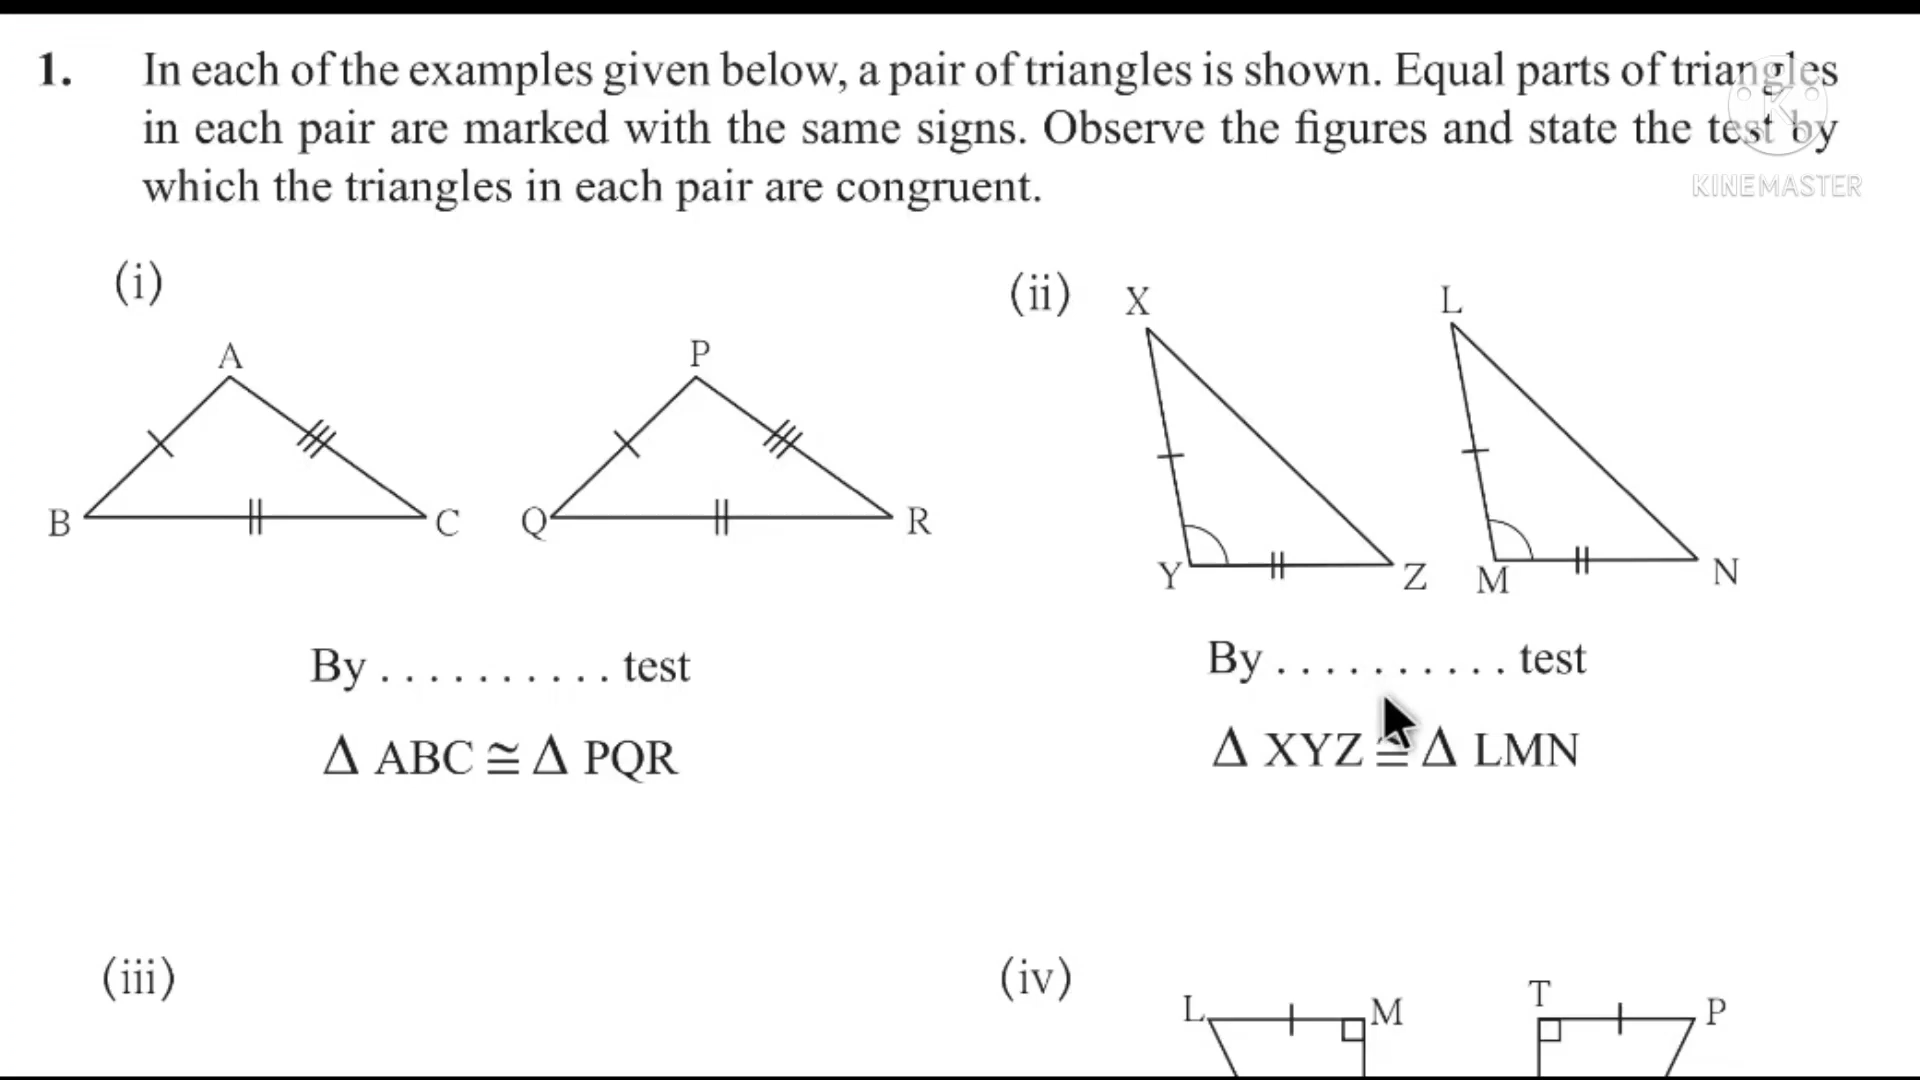 1. In each of the examples given below, a pair of triangles is shown. Equal parts of triangles
in each pair are marked with the same signs. Observe the figures and state the test by
which the triangles in each pair are congruent.
K
KINEMASTER
(i)
(ii)
A
P
X
L
B
C
Q
R
Y
Z
M
N
By . . . . . . . . . . test
By . . . . . . . . . . test
Δ ABC ≅ Δ PQR
Δ XYZ ≅ Δ LMN
(iii)
(iv)
L
M
T
P